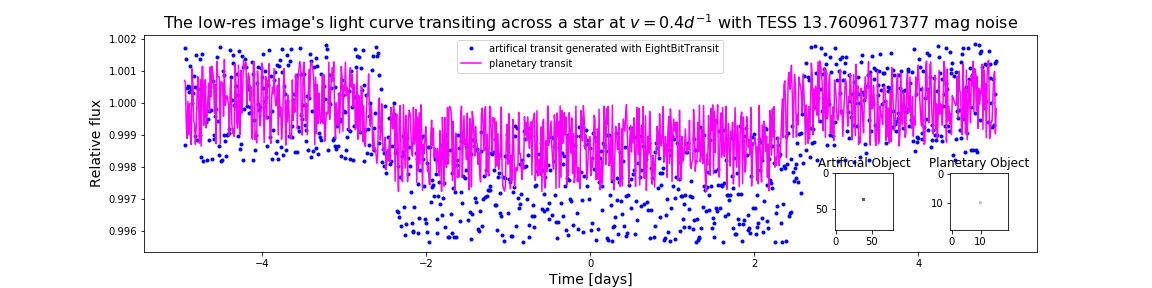 The low-res image's light curve transiting across a star at v = 0.4d⁻¹ with TESS 13.7609617377 mag noise
artifical transit generated with EightBitTransit
planetary transit
Relative flux
1.002
1.001
1.000
0.999
0.998
0.997
0.996
−4
−2
0
2
4
Time [days]
Artificial Object
0
50
0
50
Planetary Object
0
10
0
10